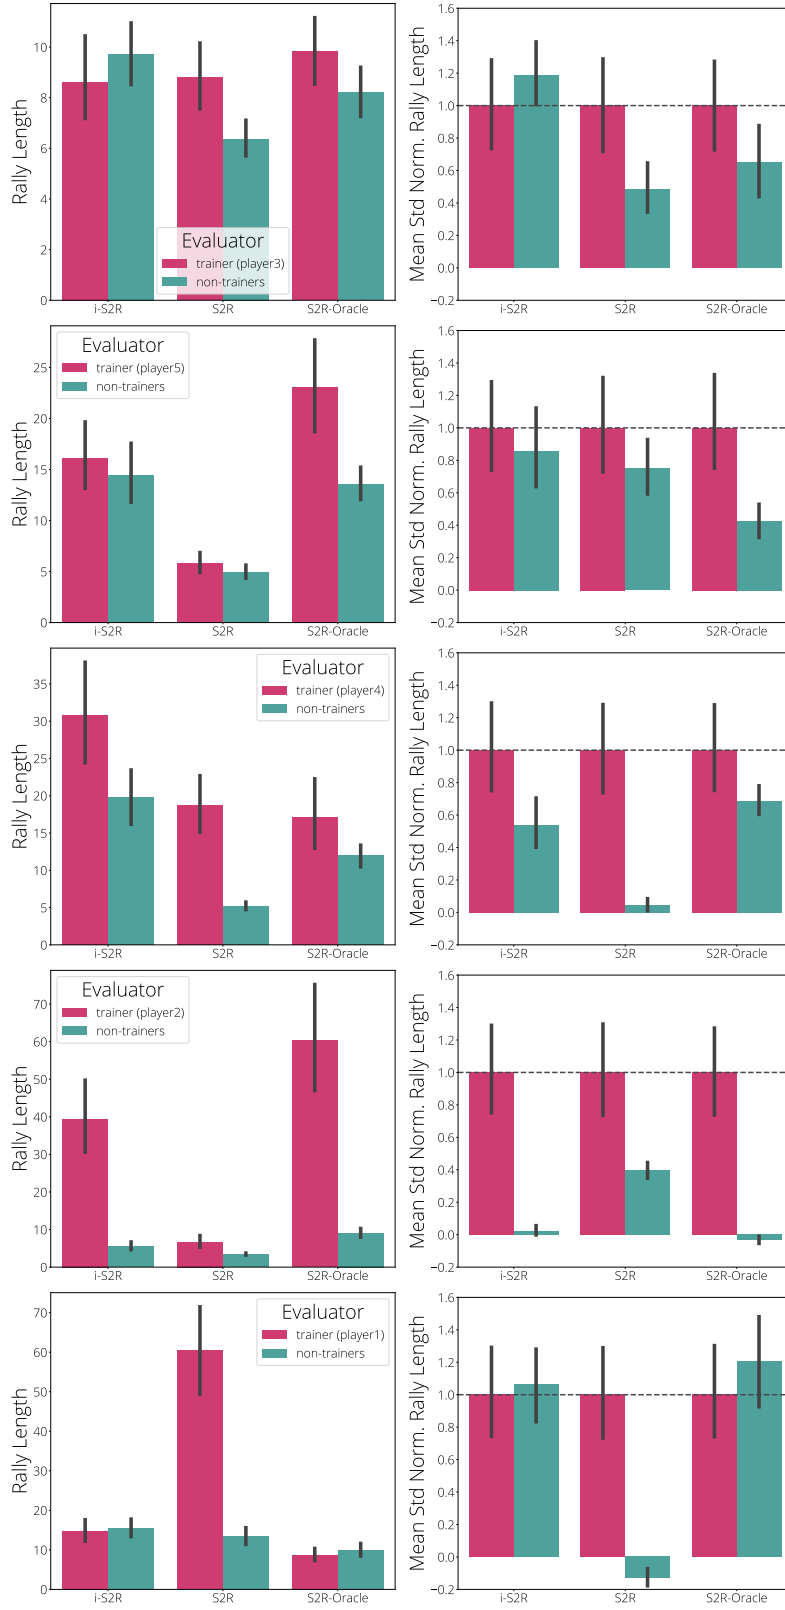 Rally Length
10
8
6
4
2
0
Evaluator
trainer (player3)
non-trainers
i-S2R
S2R
S2R-Oracle
Mean Std Norm. Rally Length
1.6
1.4
1.2
1.0
0.8
0.6
0.4
0.2
0.0
−0.2
i-S2R
S2R
S2R-Oracle
Rally Length
25
20
15
10
5
0
Evaluator
trainer (player5)
non-trainers
i-S2R
S2R
S2R-Oracle
Mean Std Norm. Rally Length
1.6
1.4
1.2
1.0
0.8
0.6
0.4
0.2
0.0
−0.2
i-S2R
S2R
S2R-Oracle
Rally Length
35
30
25
20
15
10
5
0
Evaluator
trainer (player4)
non-trainers
i-S2R
S2R
S2R-Oracle
Mean Std Norm. Rally Length
1.6
1.4
1.2
1.0
0.8
0.6
0.4
0.2
0.0
−0.2
i-S2R
S2R
S2R-Oracle
Rally Length
70
60
50
40
30
20
10
0
Evaluator
trainer (player2)
non-trainers
i-S2R
S2R
S2R-Oracle
Mean Std Norm. Rally Length
1.6
1.4
1.2
1.0
0.8
0.6
0.4
0.2
0.0
−0.2
i-S2R
S2R
S2R-Oracle
Rally Length
70
60
50
40
30
20
10
0
Evaluator
trainer (player1)
non-trainers
i-S2R
S2R
S2R-Oracle
Mean Std Norm. Rally Length
1.6
1.4
1.2
1.0
0.8
0.6
0.4
0.2
0.0
−0.2
i-S2R
S2R
S2R-Oracle